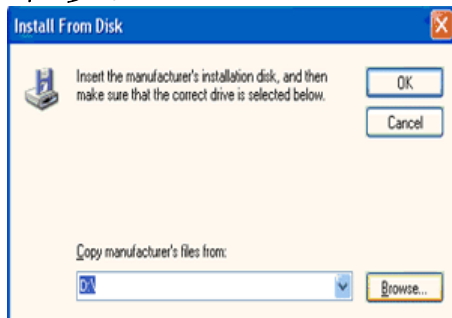 Install From Disk
Insert the manufacturer's installation disk, and then
make sure that the correct drive is selected below.
OK
Cancel
Copy manufacturer's files from:
D:\
Browse...